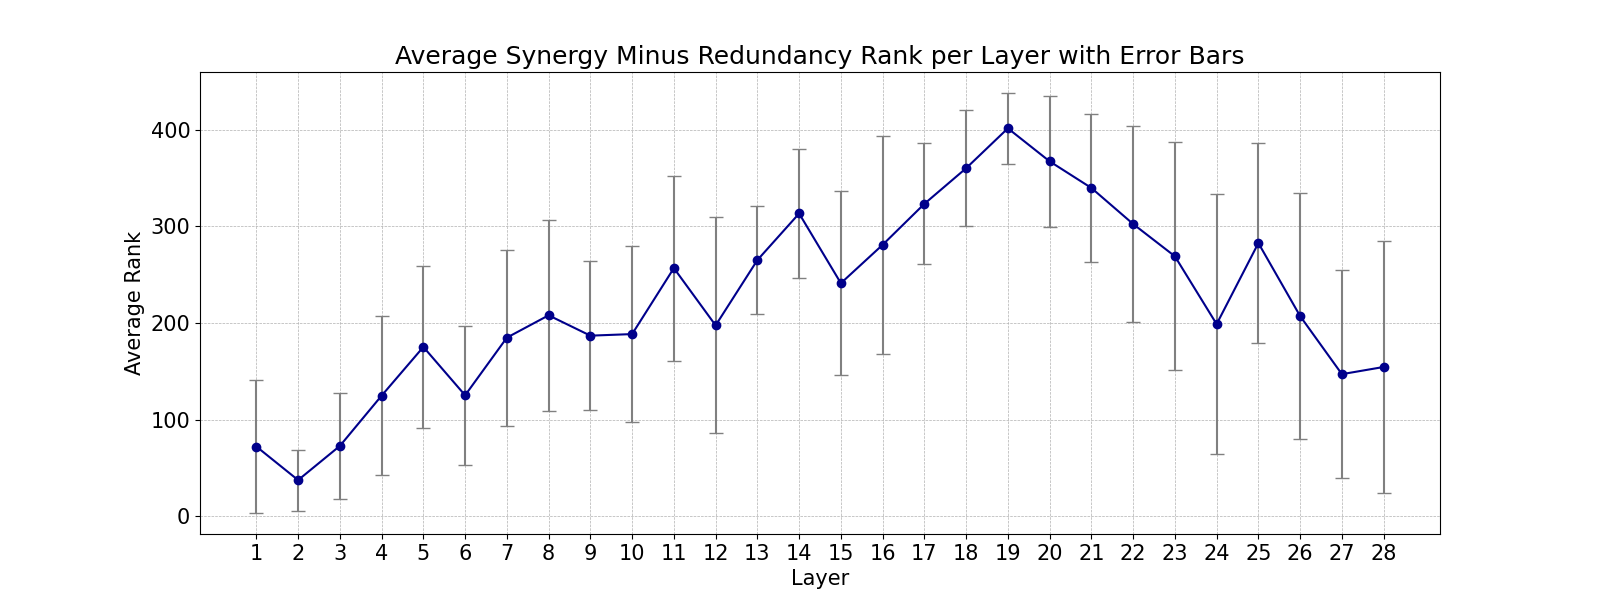 Average Synergy Minus Redundancy Rank per Layer with Error Bars
Average Rank
400
300
200
100
0
1 2 3 4 5 6 7 8 9 10 11 12 13 14 15 16 17 18 19 20 21 22 23 24 25 26 27 28
Layer